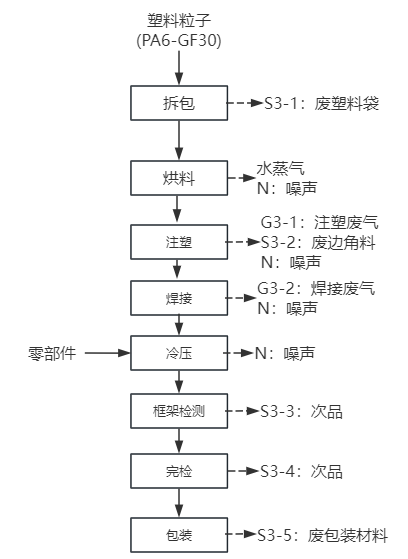 塑料粒子
(PA6-GF30)
拆包
S3-1：废塑料袋
烘料
水蒸气
N：噪声
注塑
G3-1：注塑废气
S3-2：废边角料
N：噪声
焊接
G3-2：焊接废气
N：噪声
零部件
冷压
N：噪声
框架检测
S3-3：次品
完检
S3-4：次品
包装
S3-5：废包装材料